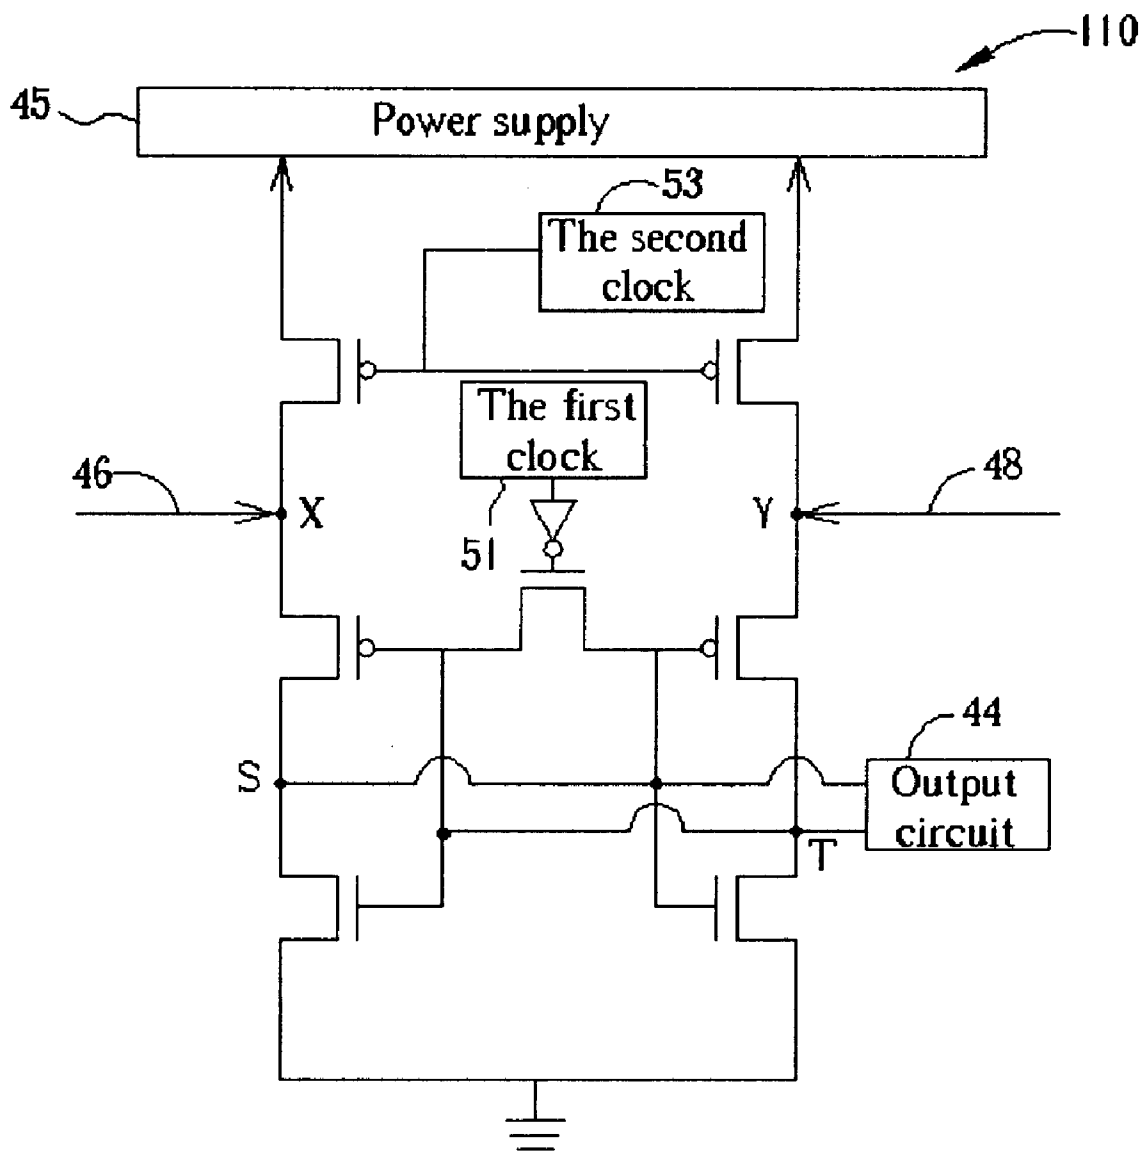 110
45
Power supply
53
The second
clock
The first
clock
46
48
X
Y
51
44
S
Output
circuit
T